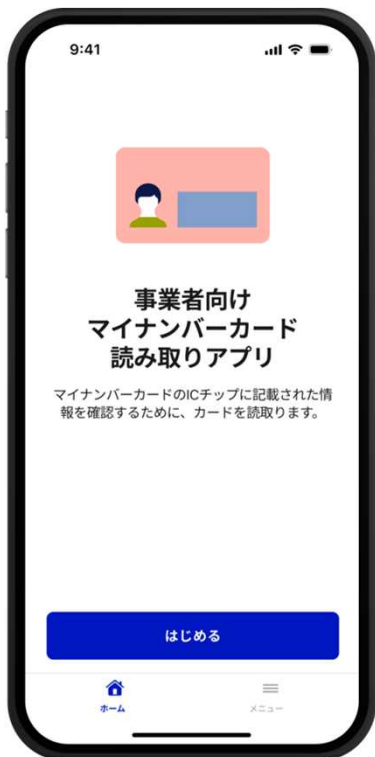 9:41
事業者向け
マイナンバーカード
読み取りアプリ
マイナンバーカードのICチップに記載された情
報を確認するために、カードを読取ります。
はじめる
ホーム
メニュー